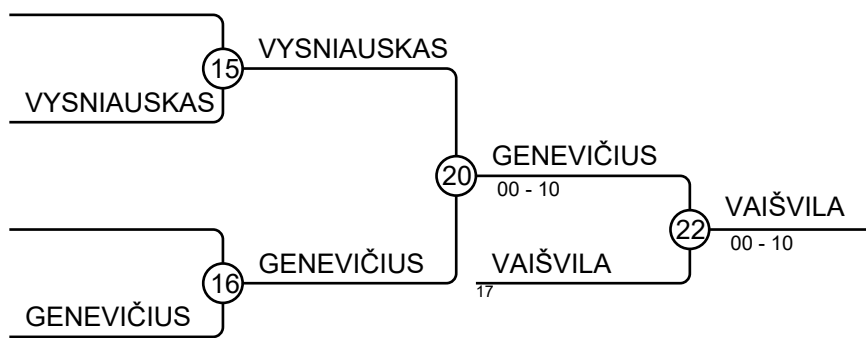 VYSNIAUSKAS
15
VYSNIAUSKAS
GENEVIČIUS
20
00 - 10
VAIŠVILA
22
00 - 10
GENEVIČIUS
16
VAIŠVILA
17
GENEVIČIUS